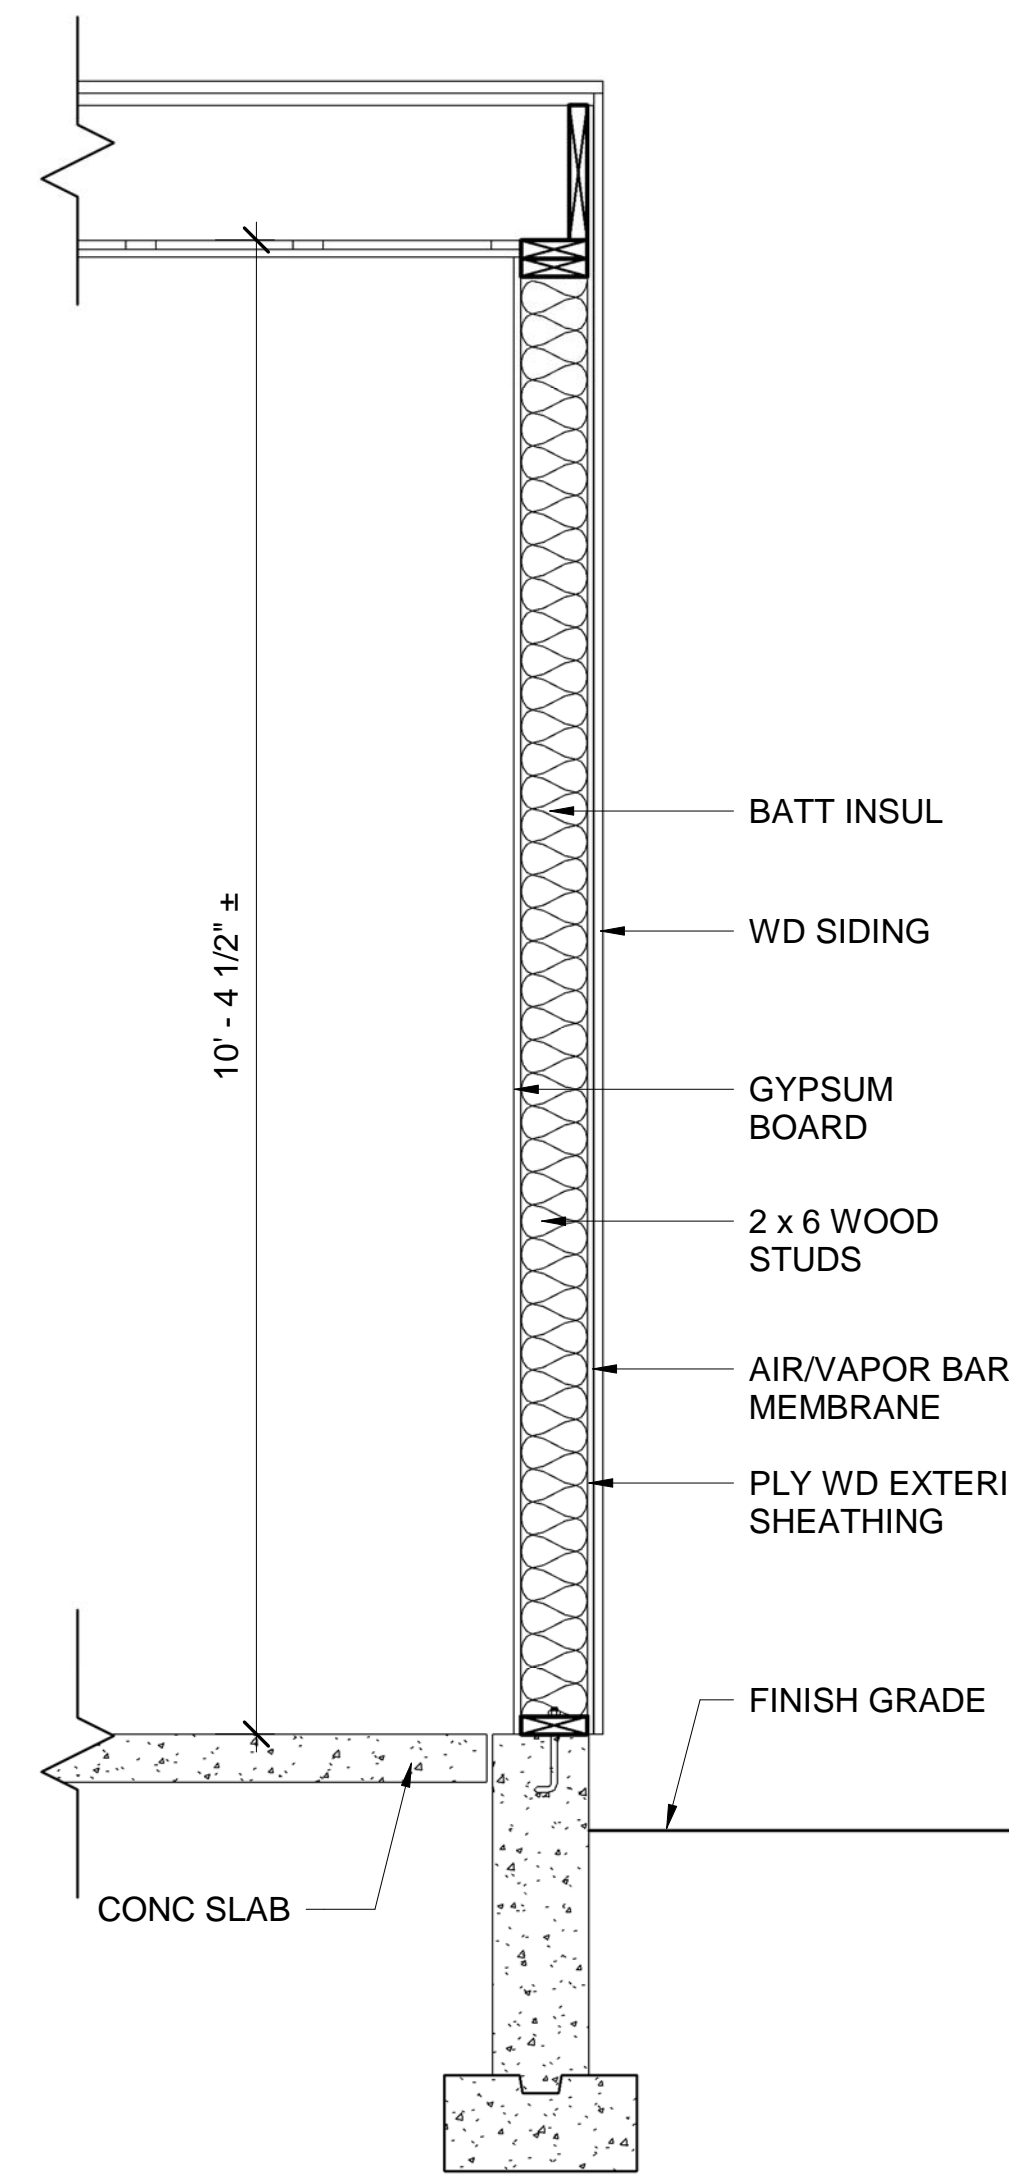 BATT INSUL
WD SIDING
10' - 4 1/2" ±
GYPSUM
BOARD
2 x 6 WOOD
STUDS
AIR/VAPOR BAR
MEMBRANE
PLY WD EXTERI
SHEATHING
FINISH GRADE
CONC SLAB